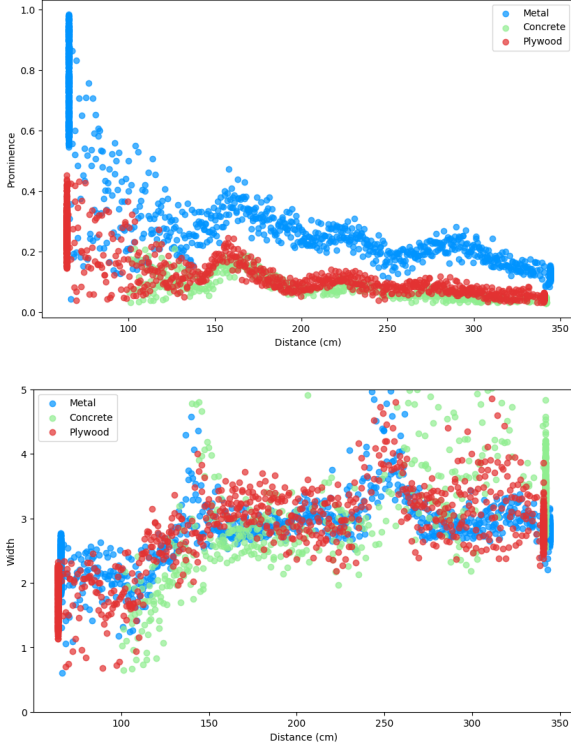 1.0
0.8
0.6
0.4
0.2
0.0
Prominence
Metal
Concrete
Plywood
100
150
200
250
300
350
Distance (cm)
5
4
3
2
1
0
Width
Metal
Concrete
Plywood
100
150
200
250
300
350
Distance (cm)